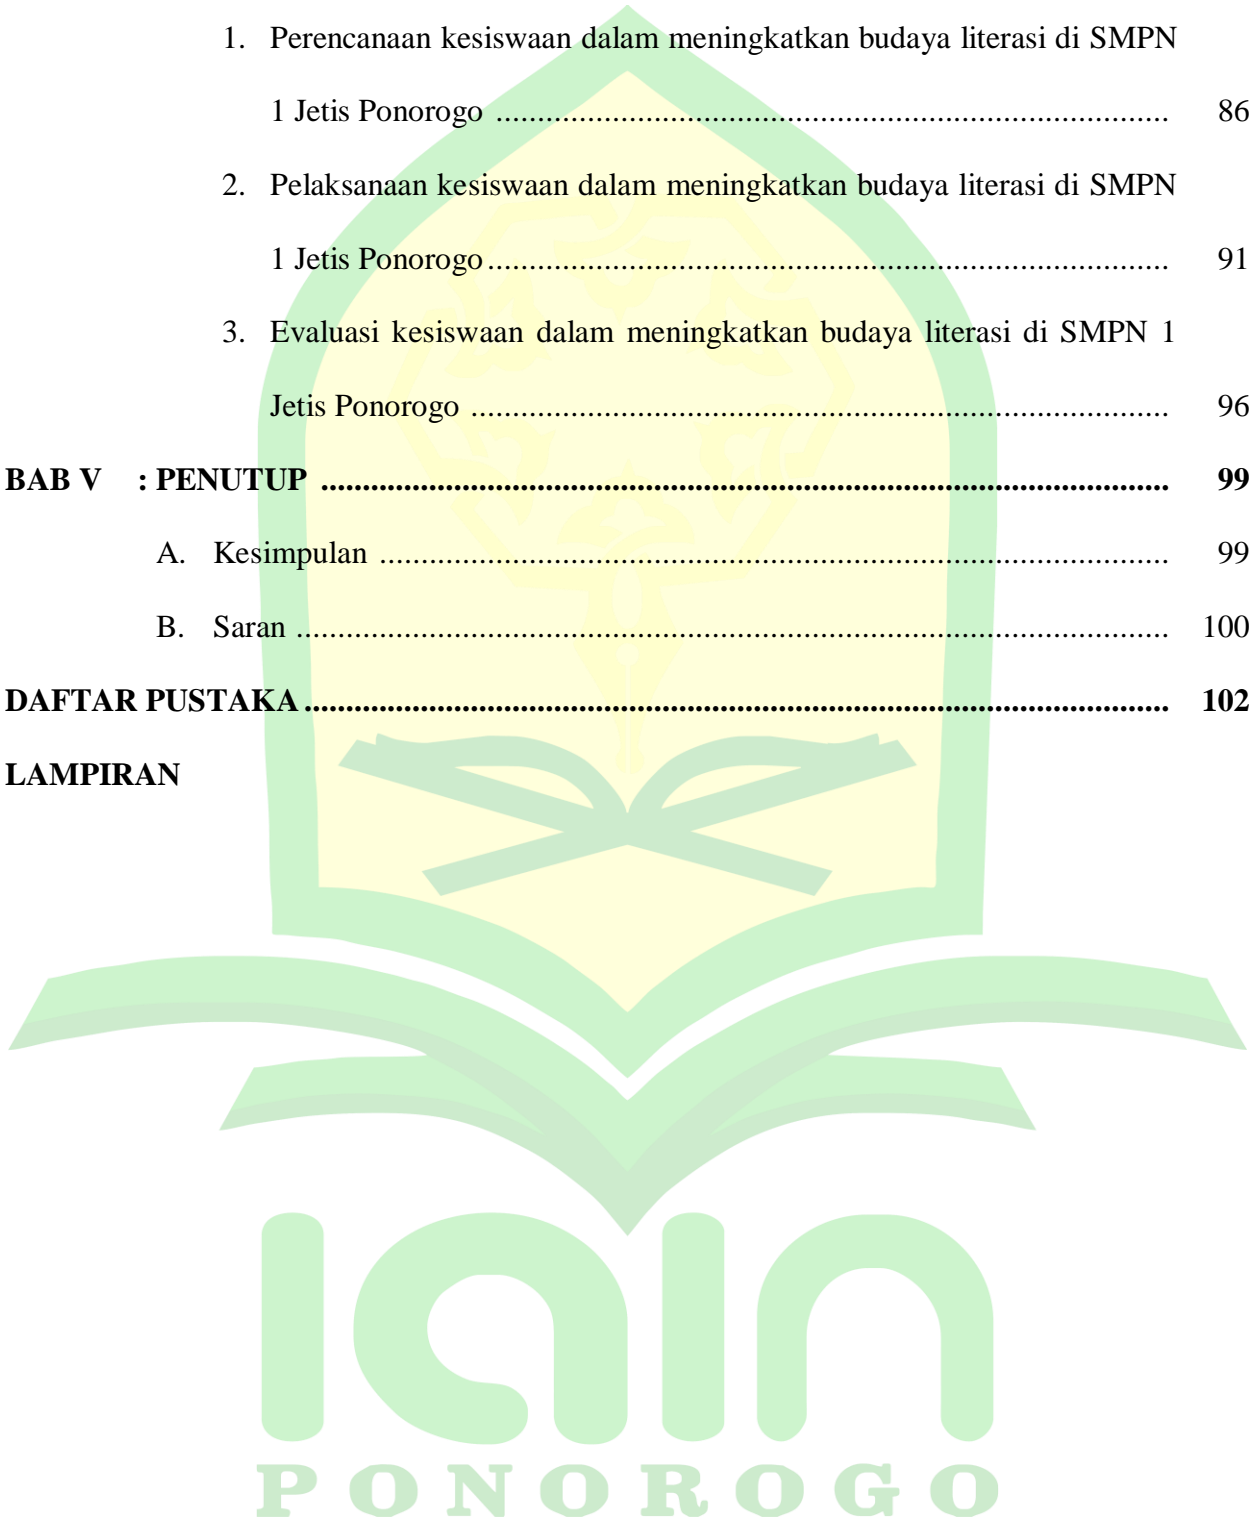 1. Perencanaan kesiswaan dalam meningkatkan budaya literasi di SMPN
1 Jetis Ponorogo ................................................................................. 86
2. Pelaksanaan kesiswaan dalam meningkatkan budaya literasi di SMPN
1 Jetis Ponorogo.................................................................................. 91
3. Evaluasi kesiswaan dalam meningkatkan budaya literasi di SMPN 1
Jetis Ponorogo .................................................................................... 96
BAB V : PENUTUP ...................................................................................................... 99
A. Kesimpulan ............................................................................................... 99
B. Saran ......................................................................................................... 100
DAFTAR PUSTAKA........................................................................................................ 102
LAMPIRAN
iain
PONOROGO